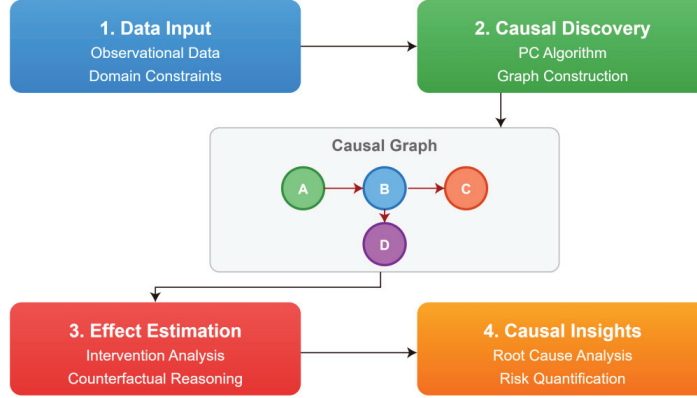 1. Data Input
Observational Data
Domain Constraints
2. Causal Discovery
PC Algorithm
Graph Construction
Causal Graph
A
B
C
D
3. Effect Estimation
Intervention Analysis
Counterfactual Reasoning
4. Causal Insights
Root Cause Analysis
Risk Quantification